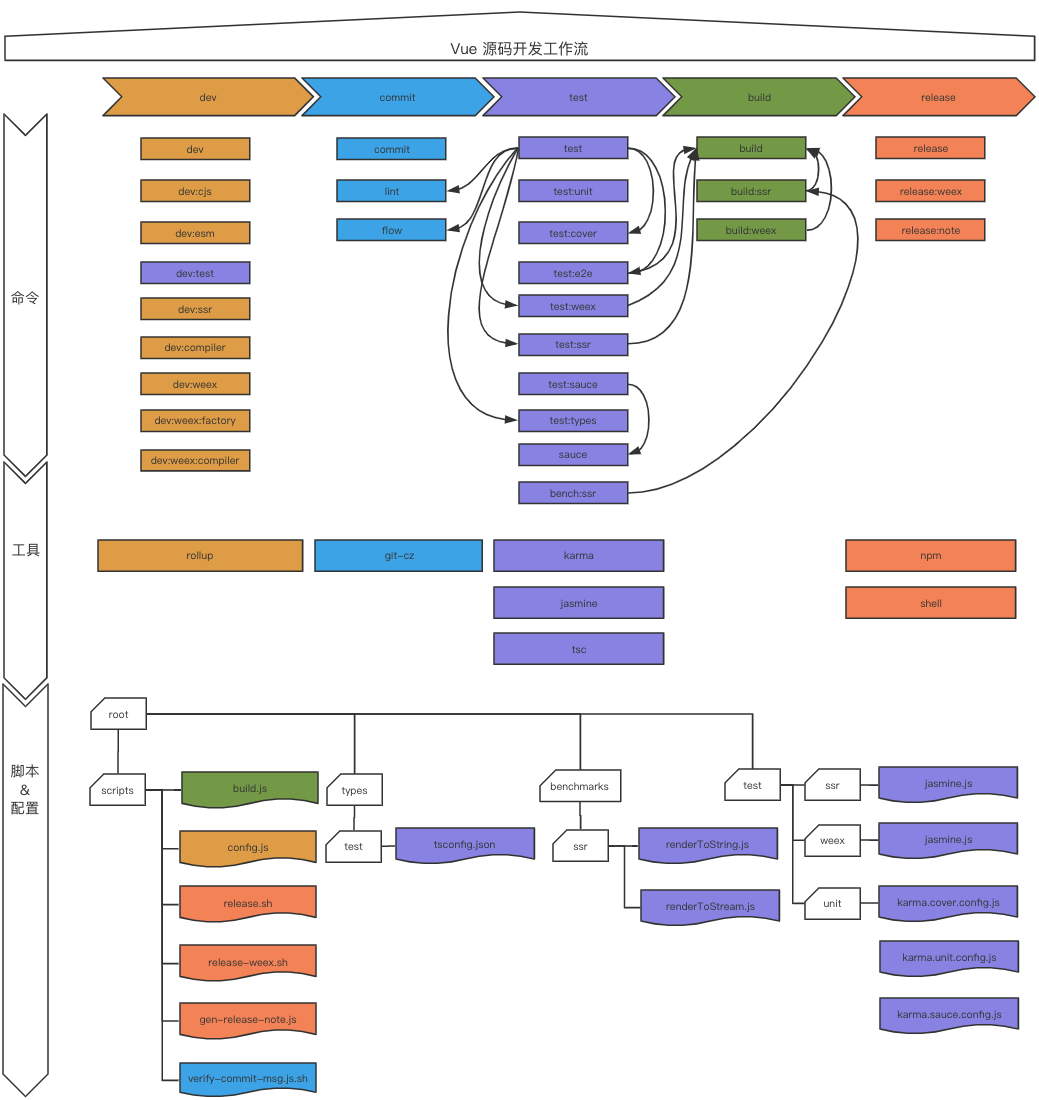 Vue 源码开发工作流
dev
commit
test
build
release
命令
dev
dev:cjs
dev:esm
dev:test
dev:ssr
dev:compiler
dev:weex
dev:weex:factory
dev:weex:compiler
commit
lint
flow
test
test:unit
test:cover
test:e2e
test:weex
test:ssr
test:sauce
test:types
sauce
bench:ssr
build
build:ssr
build:weex
release
release:weex
release:note
工具
rollup
git-cz
karma
jasmine
tsc
npm
shell
脚本
&
配置
root
scripts
build.js
config.js
release.sh
release-weex.sh
gen-release-note.js
verify-commit-msg.js.sh
types
test
tsconfig.json
benchmarks
ssr
renderToString.js
renderToStream.js
test
ssr
jasmine.js
weex
jasmine.js
unit
karma.cover.config.js
karma.unit.config.js
karma.sauce.config.js